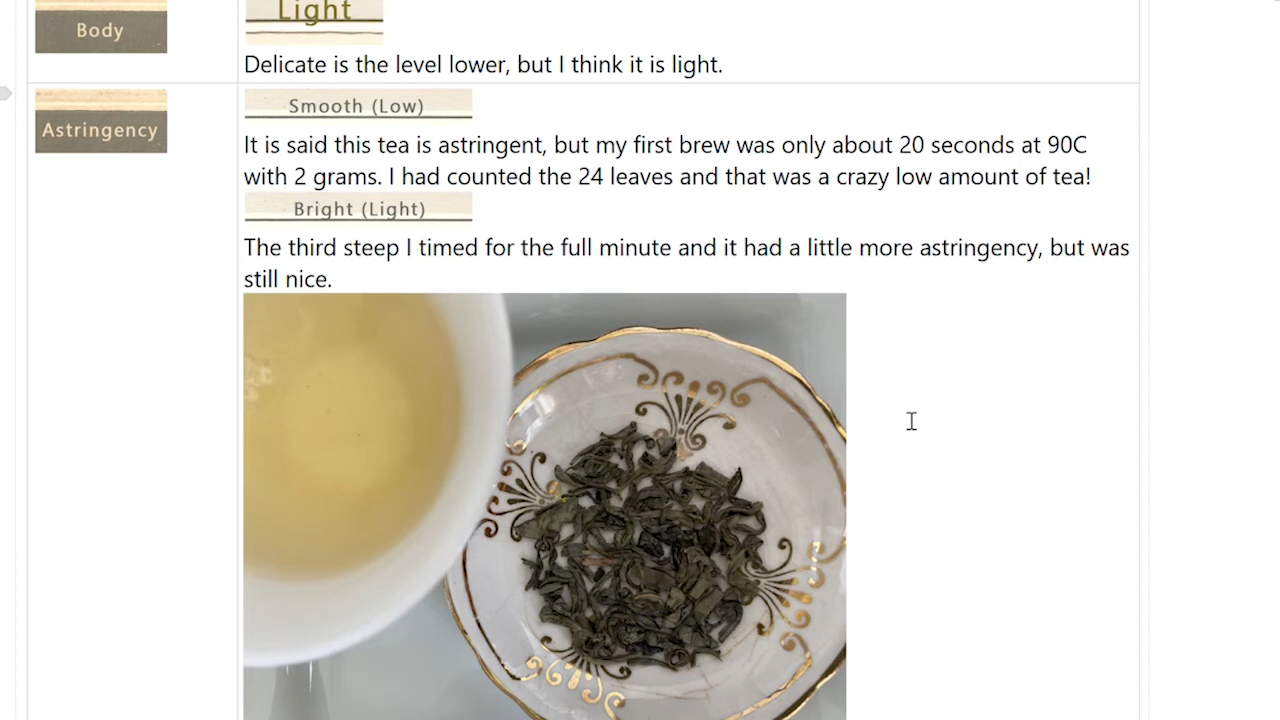 Body
Light
Delicate is the level lower, but I think it is light.
Astringency
Smooth (Low)
It is said this tea is astringent, but my first brew was only about 20 seconds at 90C
with 2 grams. I had counted the 24 leaves and that was a crazy low amount of tea!
Bright (Light)
The third steep I timed for the full minute and it had a little more astringency, but was
still nice.